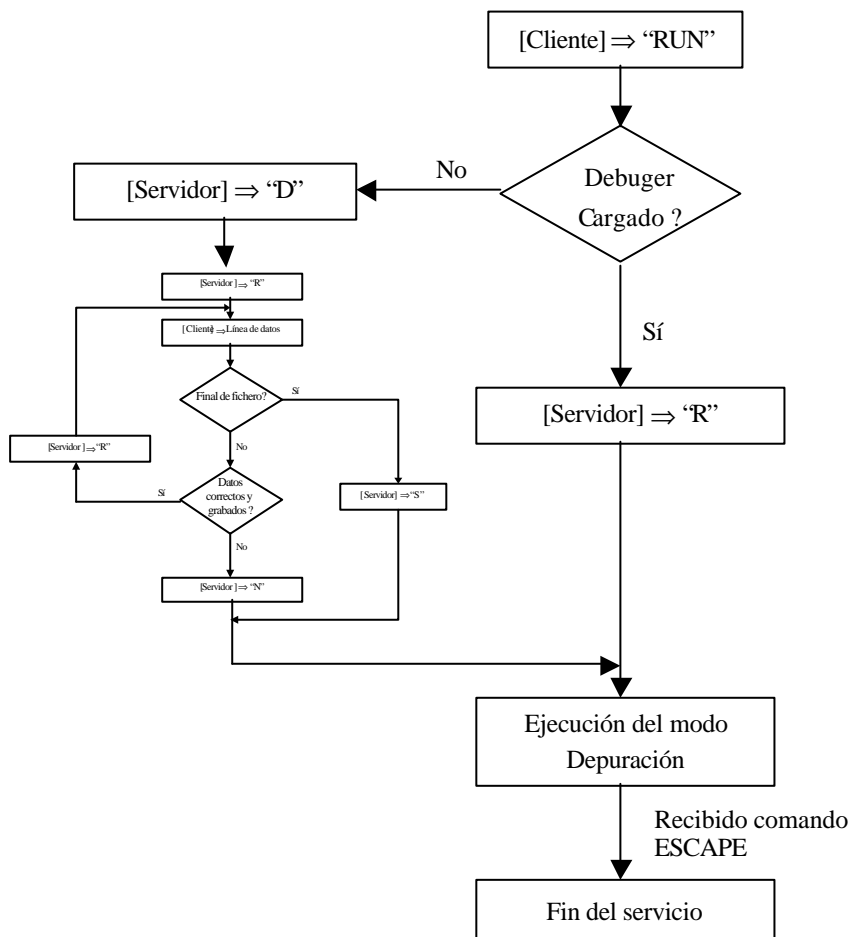 [Cliente] ⇒ “RUN”
Debuger
Cargado ?
No
[Servidor] ⇒ “D”
[Servidor] ⇒ “R”
[Cliente] ⇒ Línea de datos
Final de fichero?
Sí
No
[Servidor] ⇒ “R”
Sí
Datos
correctos y
grabados ?
[Servidor] ⇒ “S”
No
[Servidor] ⇒ “N”
Sí
[Servidor] ⇒ “R”
Ejecución del modo
Depuración
Recibido comando
ESCAPE
Fin del servicio